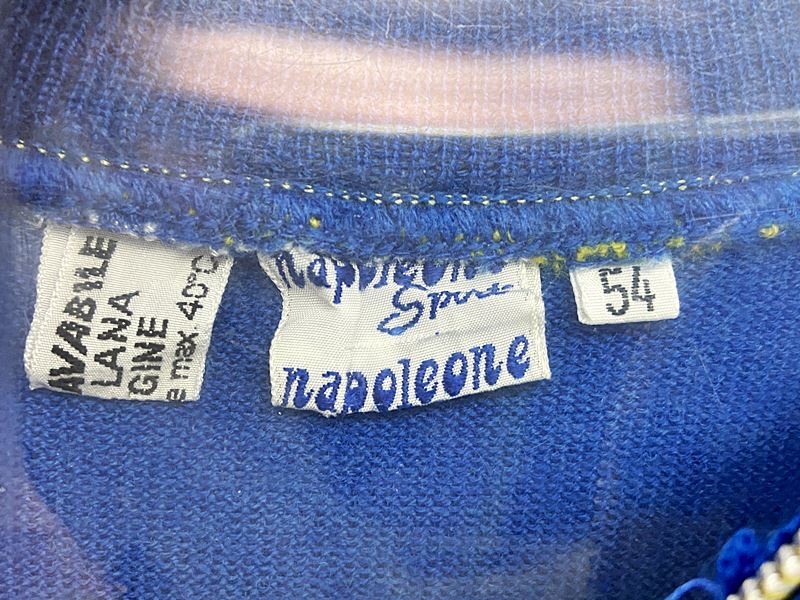 AVABILE
LANA
GINE
e max. 40°C
napoleone
Sport
napoleone
54